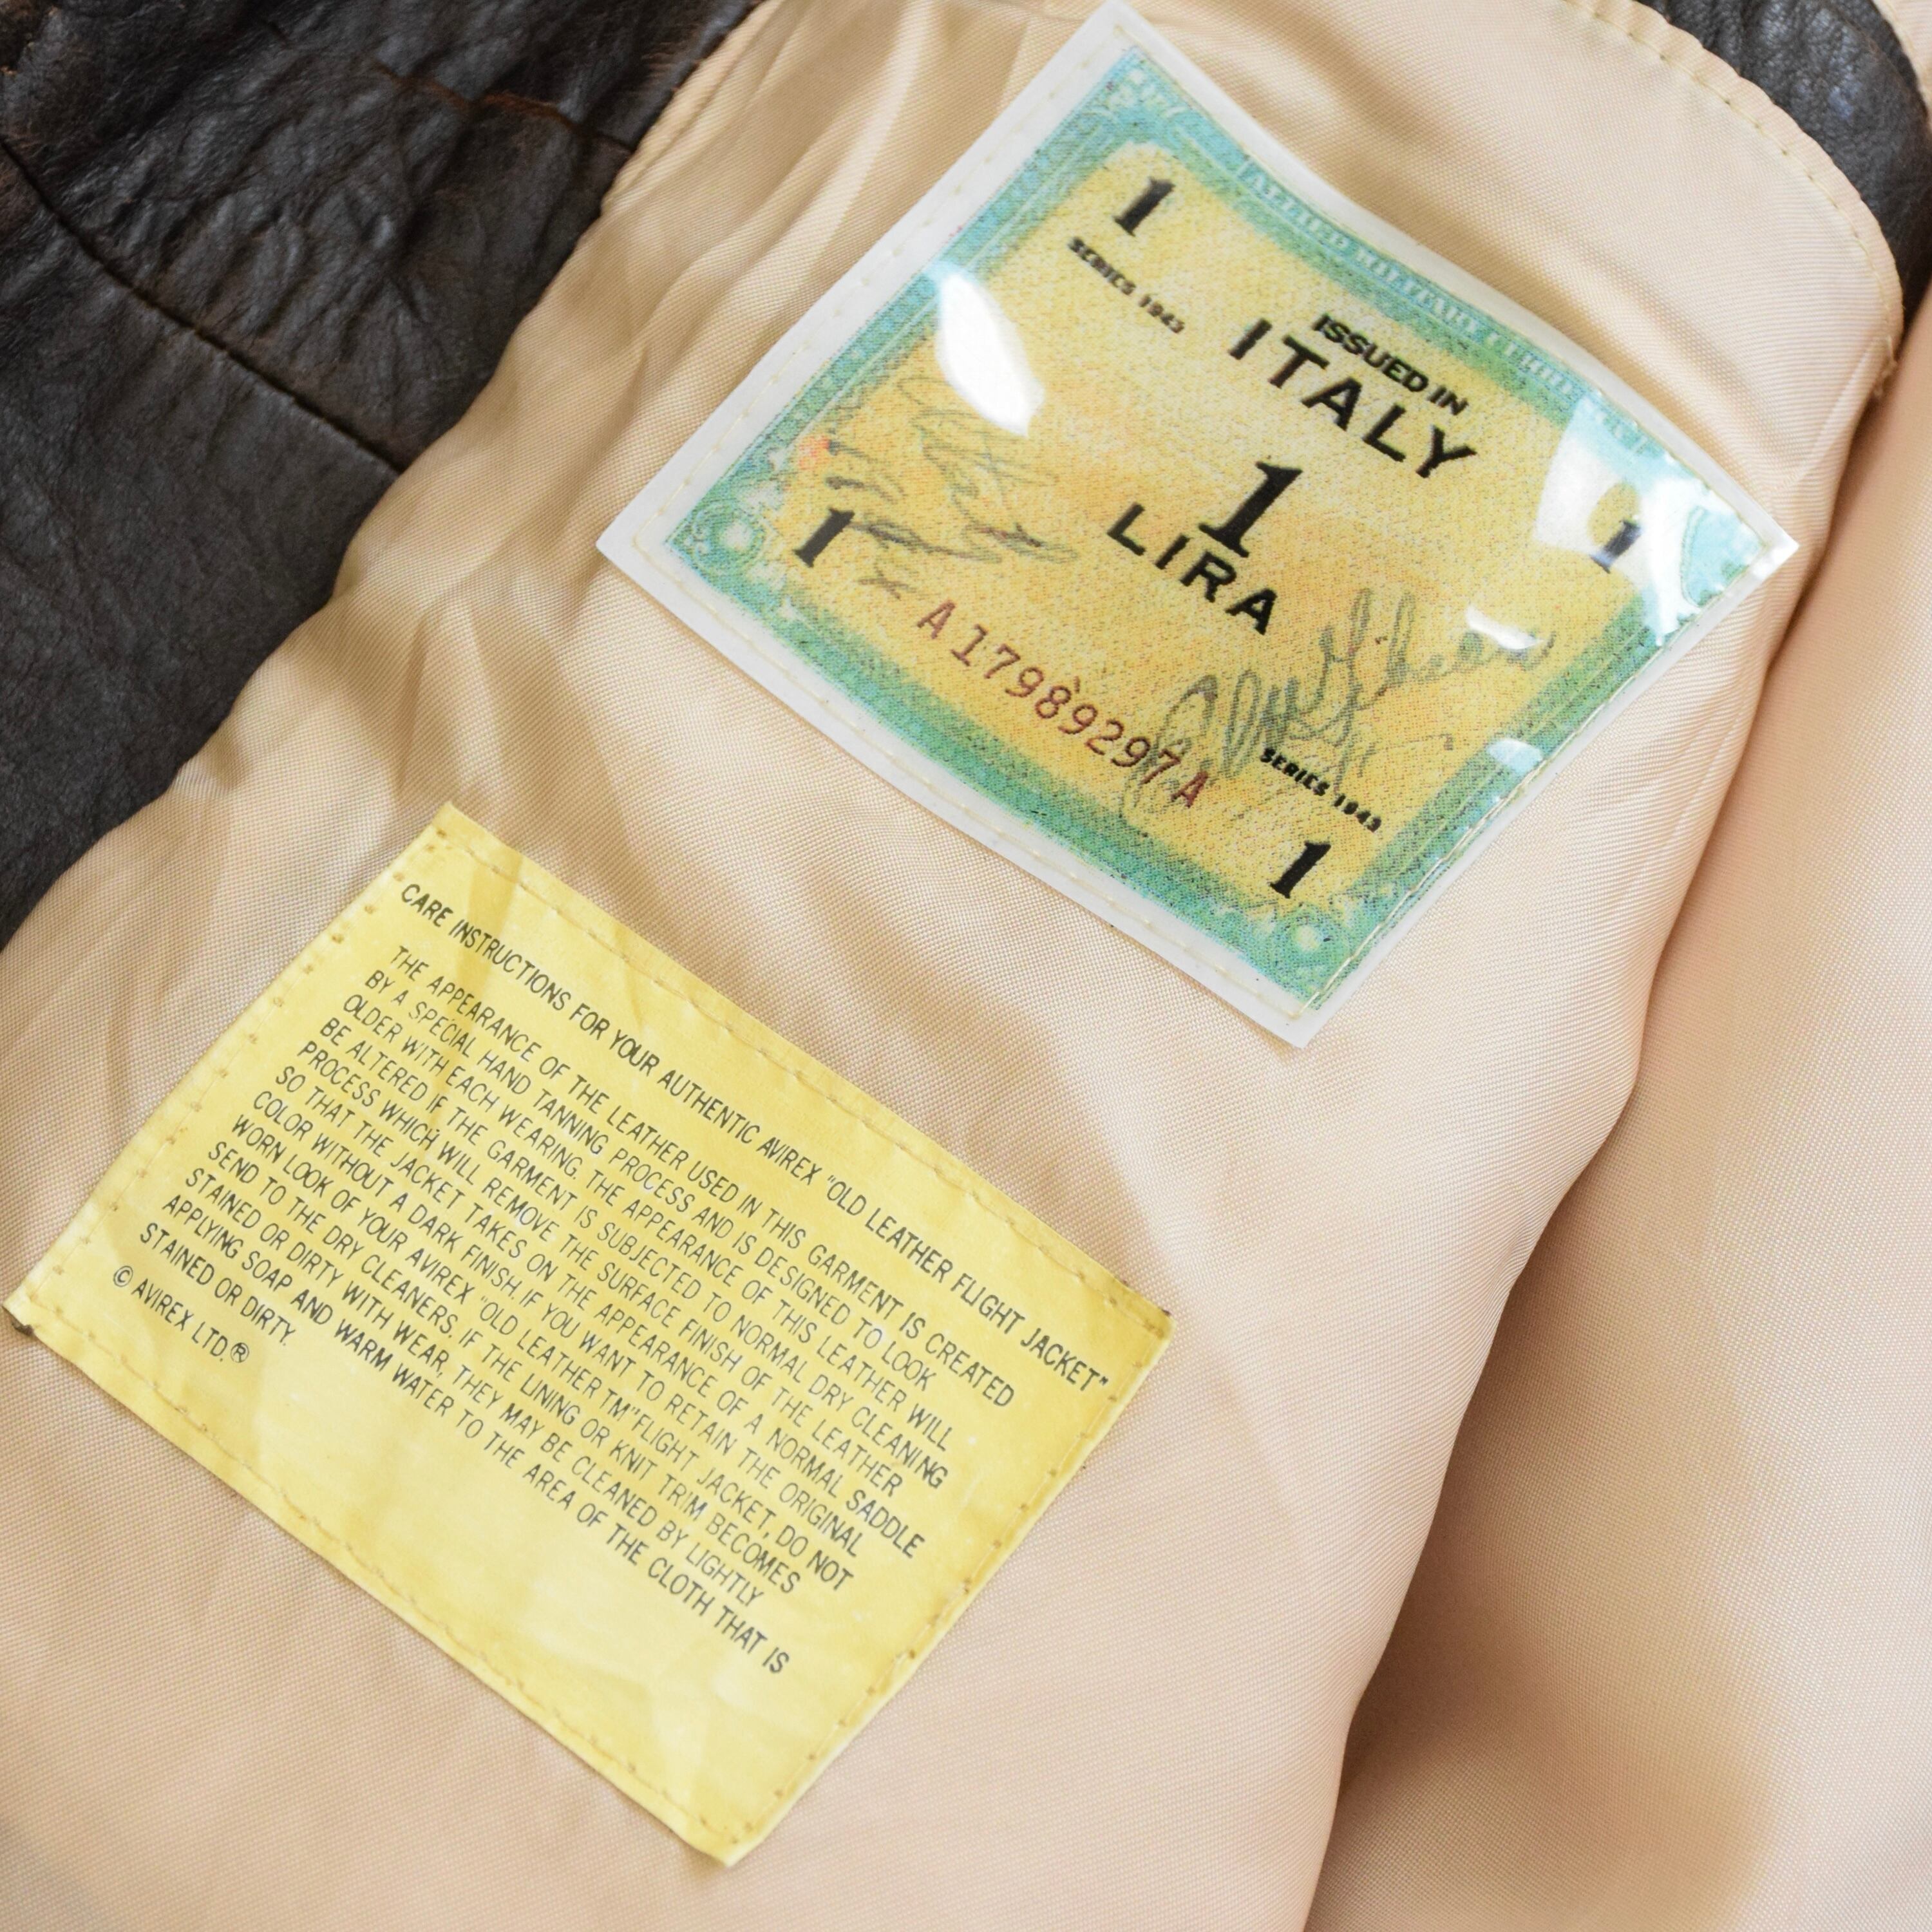 ALLIED MILITARY CURRENCY
1
SERIES 1943
ISSUED IN
ITALY
1
LIRA
1
1
A 17989297 A
SERIES 1943
1
CARE INSTRUCTIONS FOR YOUR AUTHENTIC AVIREX "OLD LEATHER FLIGHT JACKET"
THE APPEARANCE OF THE LEATHER USED IN THIS GARMENT IS CREATED
BY A SPECIAL HAND TANNING PROCESS AND IS DESIGNED TO LOOK
OLDER WITH EACH WEARING. THE APPEARANCE OF THIS LEATHER WILL
BE ALTERED IF THE GARMENT IS SUBJECTED TO NORMAL DRY CLEANING
PROCESS WHICH WILL REMOVE THE SURFACE FINISH OF THE LEATHER
SO THAT THE JACKET TAKES ON THE APPEARANCE OF A NORMAL SADDLE
COLOR WITHOUT A DARK FINISH. IF YOU WANT TO RETAIN THE ORIGINAL
WORN LOOK OF YOUR AVIREX "OLD LEATHER TM" FLIGHT JACKET, DO NOT
SEND TO THE DRY CLEANERS. IF THE LINING OR KNIT TRIM BECOMES
STAINED OR DIRTY WITH WEAR, THEY MAY BE CLEANED BY LIGHTLY
APPLYING SOAP AND WARM WATER TO THE AREA OF THE CLOTH THAT IS
STAINED OR DIRTY.
© AVIREX LTD.®